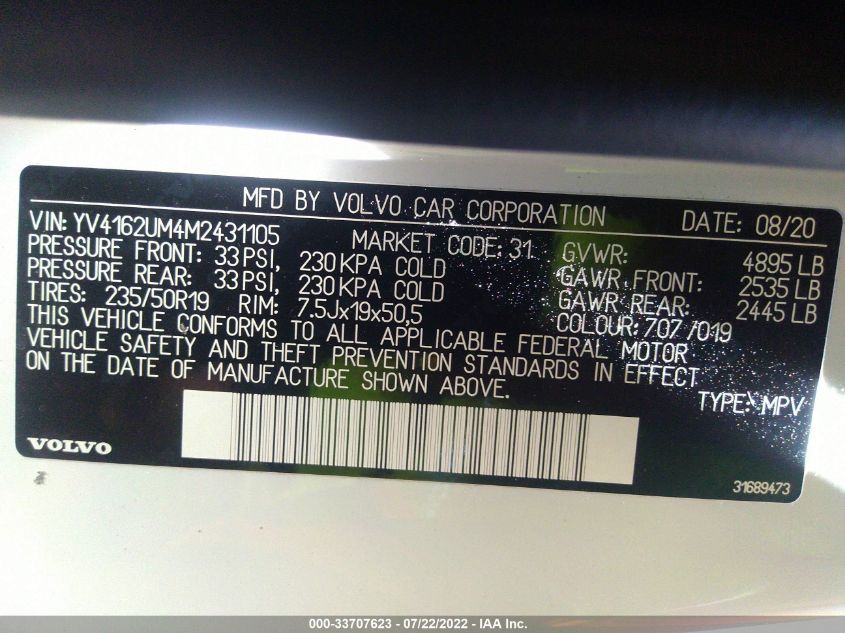 MFD BY VOLVO CAR CORPORATION DATE: 08/20
VIN: YV4162UM4M2431105 MARKET CODE: 31 GVWR: 4895 LB
PRESSURE FRONT: 33PSI, 230KPA COLD GAWR FRONT: 2535 LB
PRESSURE REAR: 33PSI, 230KPA COLD GAWR REAR: 2445 LB
TIRES: 235/50R19 RIM: 7.5Jx19x50,5 COLOUR: 707/019
THIS VEHICLE CONFORMS TO ALL APPLICABLE FEDERAL MOTOR
VEHICLE SAFETY AND THEFT PREVENTION STANDARDS IN EFFECT
ON THE DATE OF MANUFACTURE SHOWN ABOVE.
TYPE: MPV
VOLVO
31689473
000-33707623 - 07/22/2022 - IAA Inc.